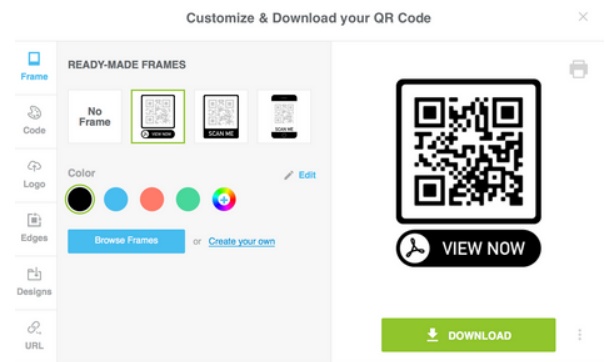 Customize & Download your QR Code
Frame
Code
Logo
Edges
Designs
URL
READY-MADE FRAMES
No
Frame
VIEW NOW
SCAN ME
SCAN ME
Color
Edit
Browse Frames or Create your own
VIEW NOW
DOWNLOAD